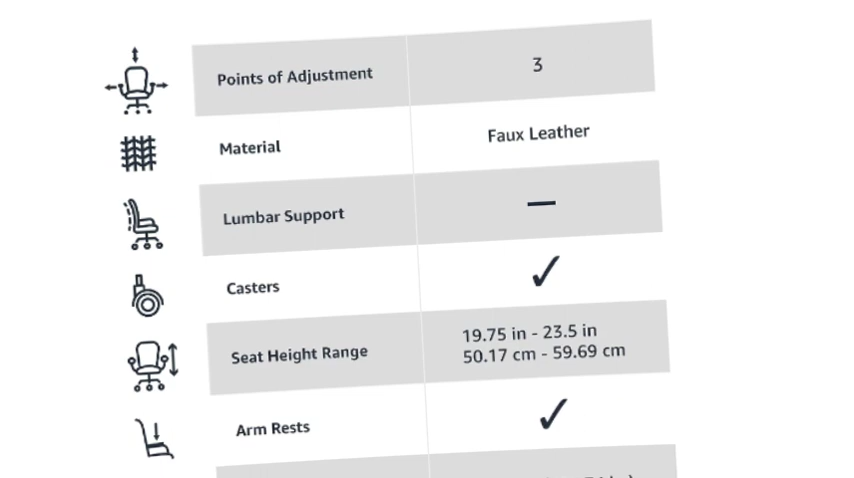 Points of Adjustment 3
Material Faux Leather
Lumbar Support —
Casters ✓
Seat Height Range 19.75 in - 23.5 in
50.17 cm - 59.69 cm
Arm Rests ✓